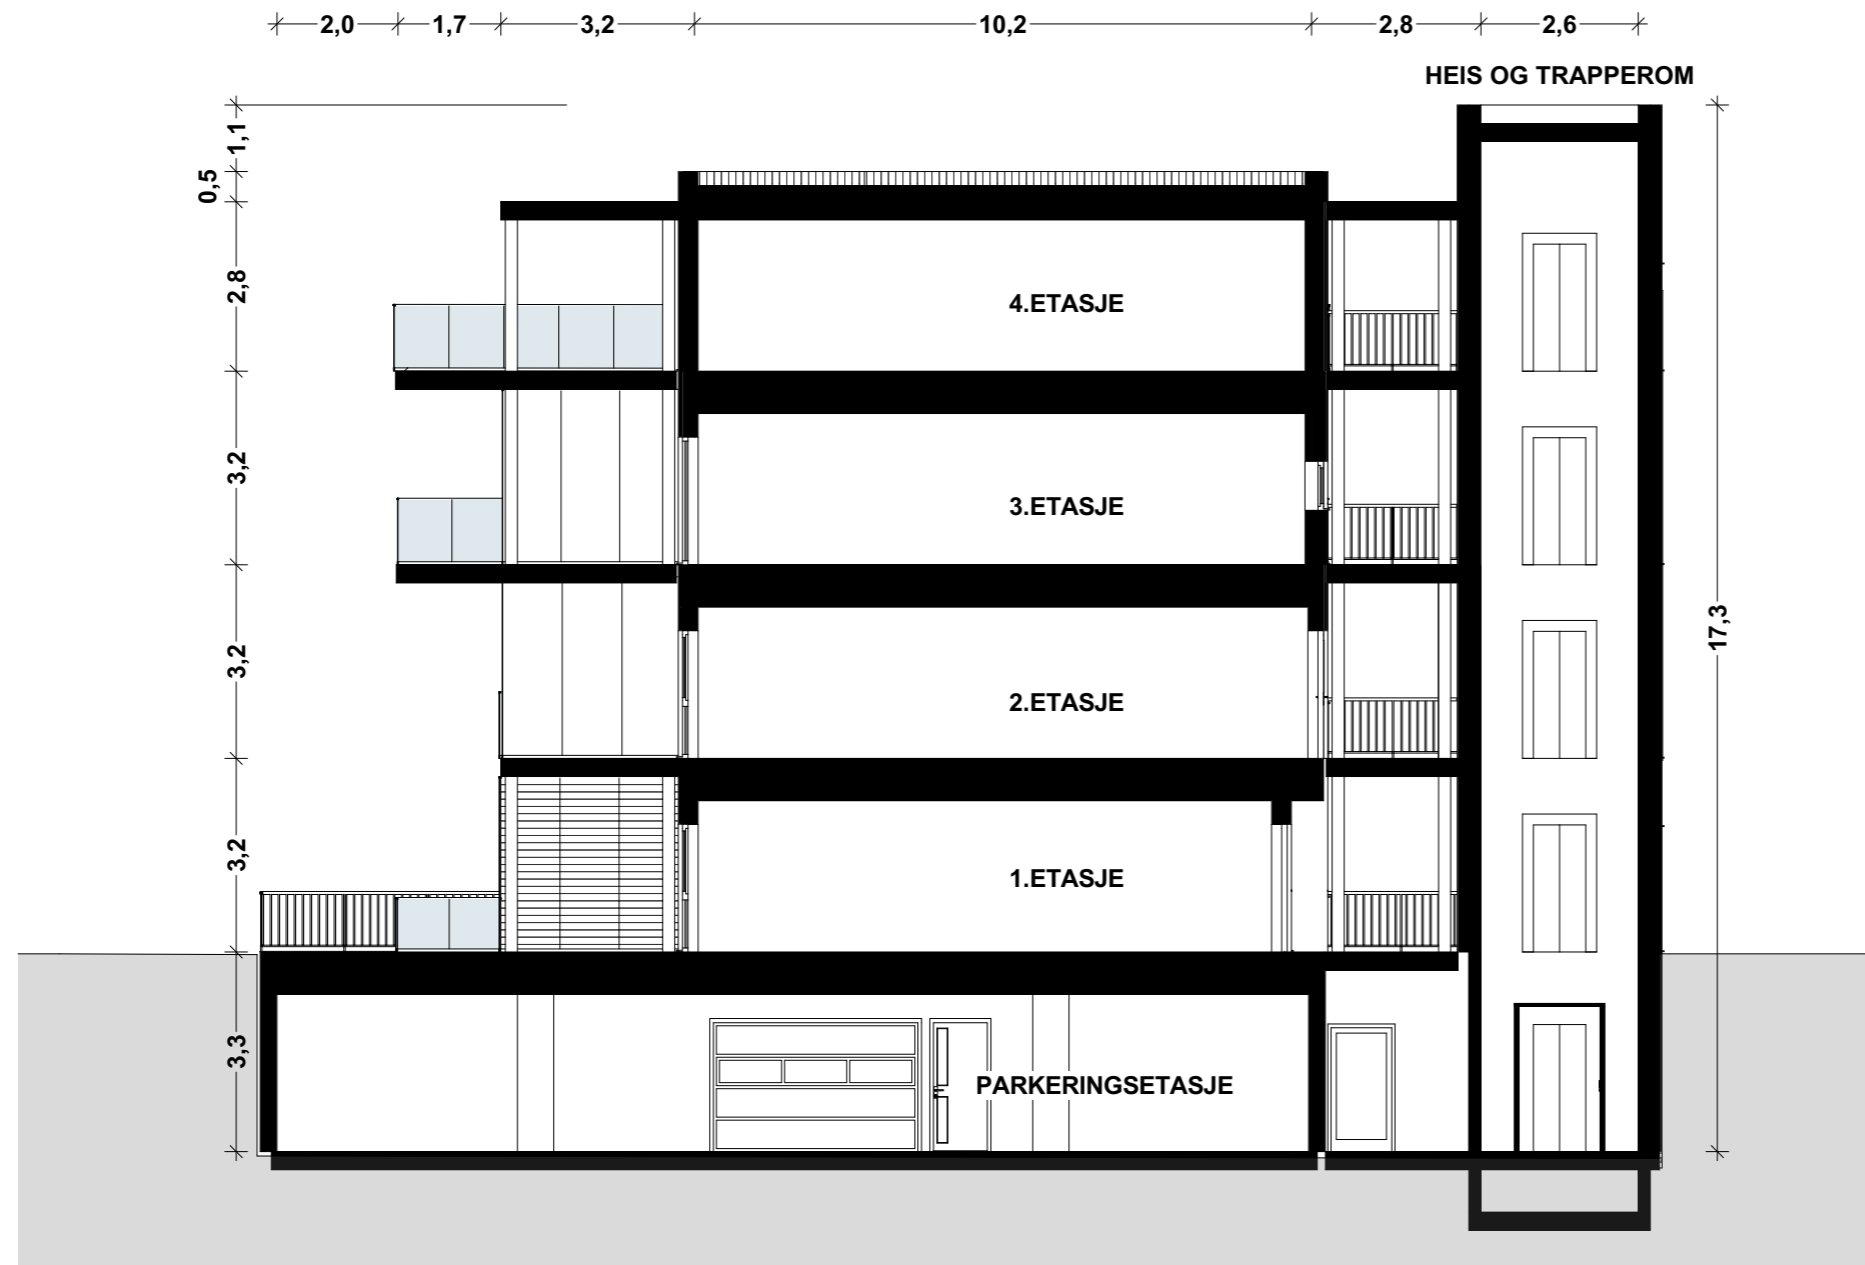 2,0 1,7 3,2 10,2 2,8 2,6
HEIS OG TRAPPEROM
1,1
0,5
2,8
4.ETASJE
3,2
3.ETASJE
17,3
3,2
2.ETASJE
3,2
1.ETASJE
3,3
PARKERINGSETASJE